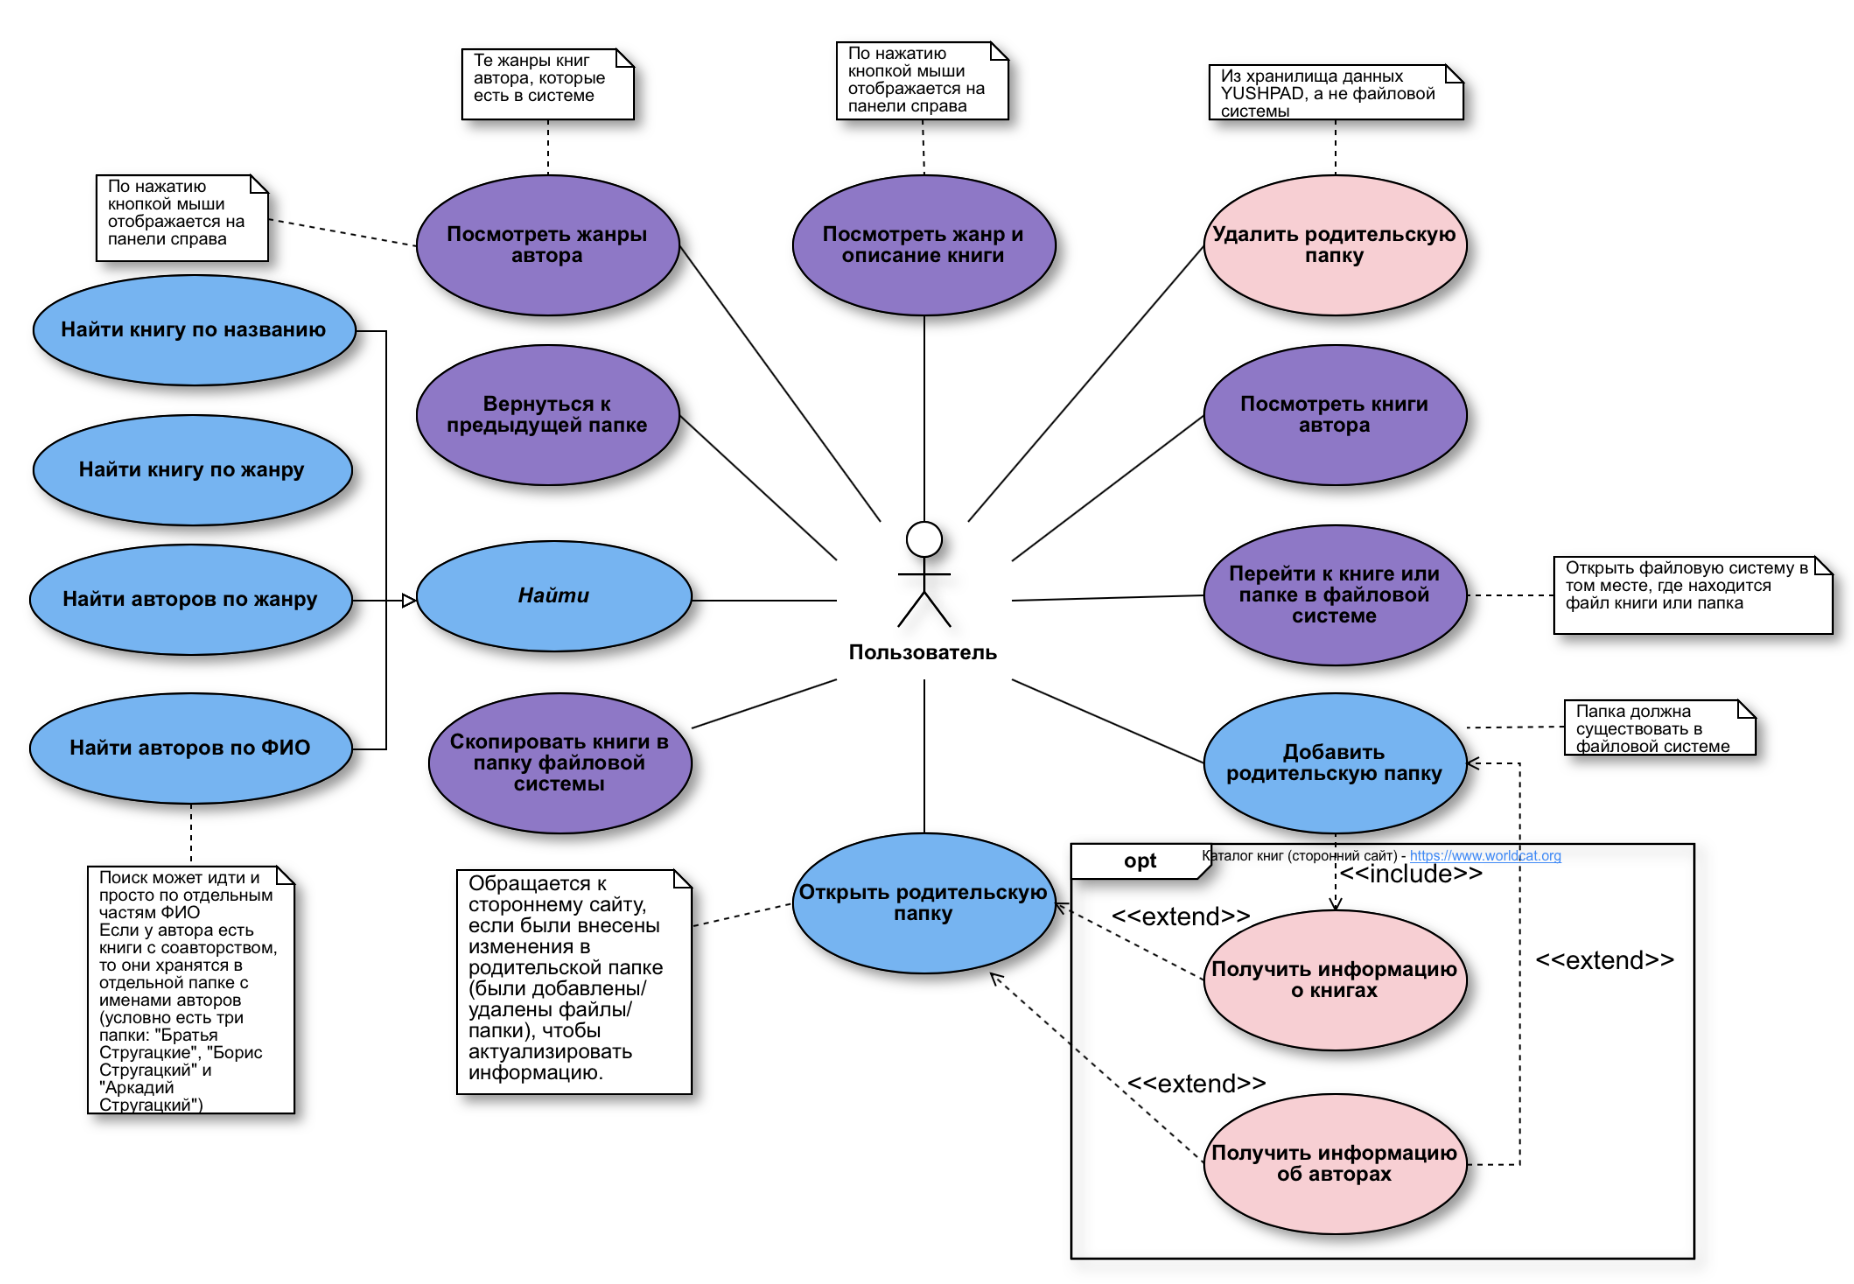 Те жанры книг
автора, которые
есть в системе
По нажатию
кнопкой мыши
отображается на
панели справа
Из хранилища данных
YUSHPAD, а не файловой
системы
По нажатию
кнопкой мыши
отображается на
панели справа
Посмотреть жанры
автора
Посмотреть жанр и
описание книги
Удалить родительскую
папку
Найти книгу по названию
Вернуться к
предыдущей папке
Посмотреть книги
автора
Найти книгу по жанру
Найти авторов по жанру
Найти
Пользователь
Перейти к книге или
папке в файловой
системе
Открыть файловую систему в
том месте, где находится
файл книги или папка
Найти авторов по ФИО
Скопировать книги в
папку файловой
системы
Добавить
родительскую папку
Папка должна
существовать в
файловой системе
Поиск может идти и
просто по отдельным
частям ФИО
Если у автора есть
книги с соавторством,
то они хранятся в
отдельной папке с
именами авторов
(условно есть три
папки: "Братья
Стругацкие", "Борис
Стругацкий" и
"Аркадий
Стругацкий")
Обращается к
стороннему сайту,
если были внесены
изменения в
родительской папке
(были добавлены/
удалены файлы/
папки), чтобы
актуализировать
информацию.
Открыть родительскую
папку
opt
Каталог книг (сторонний сайт) - https://www.worldcat.org
<<include>>
<<extend>>
<<extend>>
Получить информацию
о книгах
<<extend>>
Получить информацию
об авторах